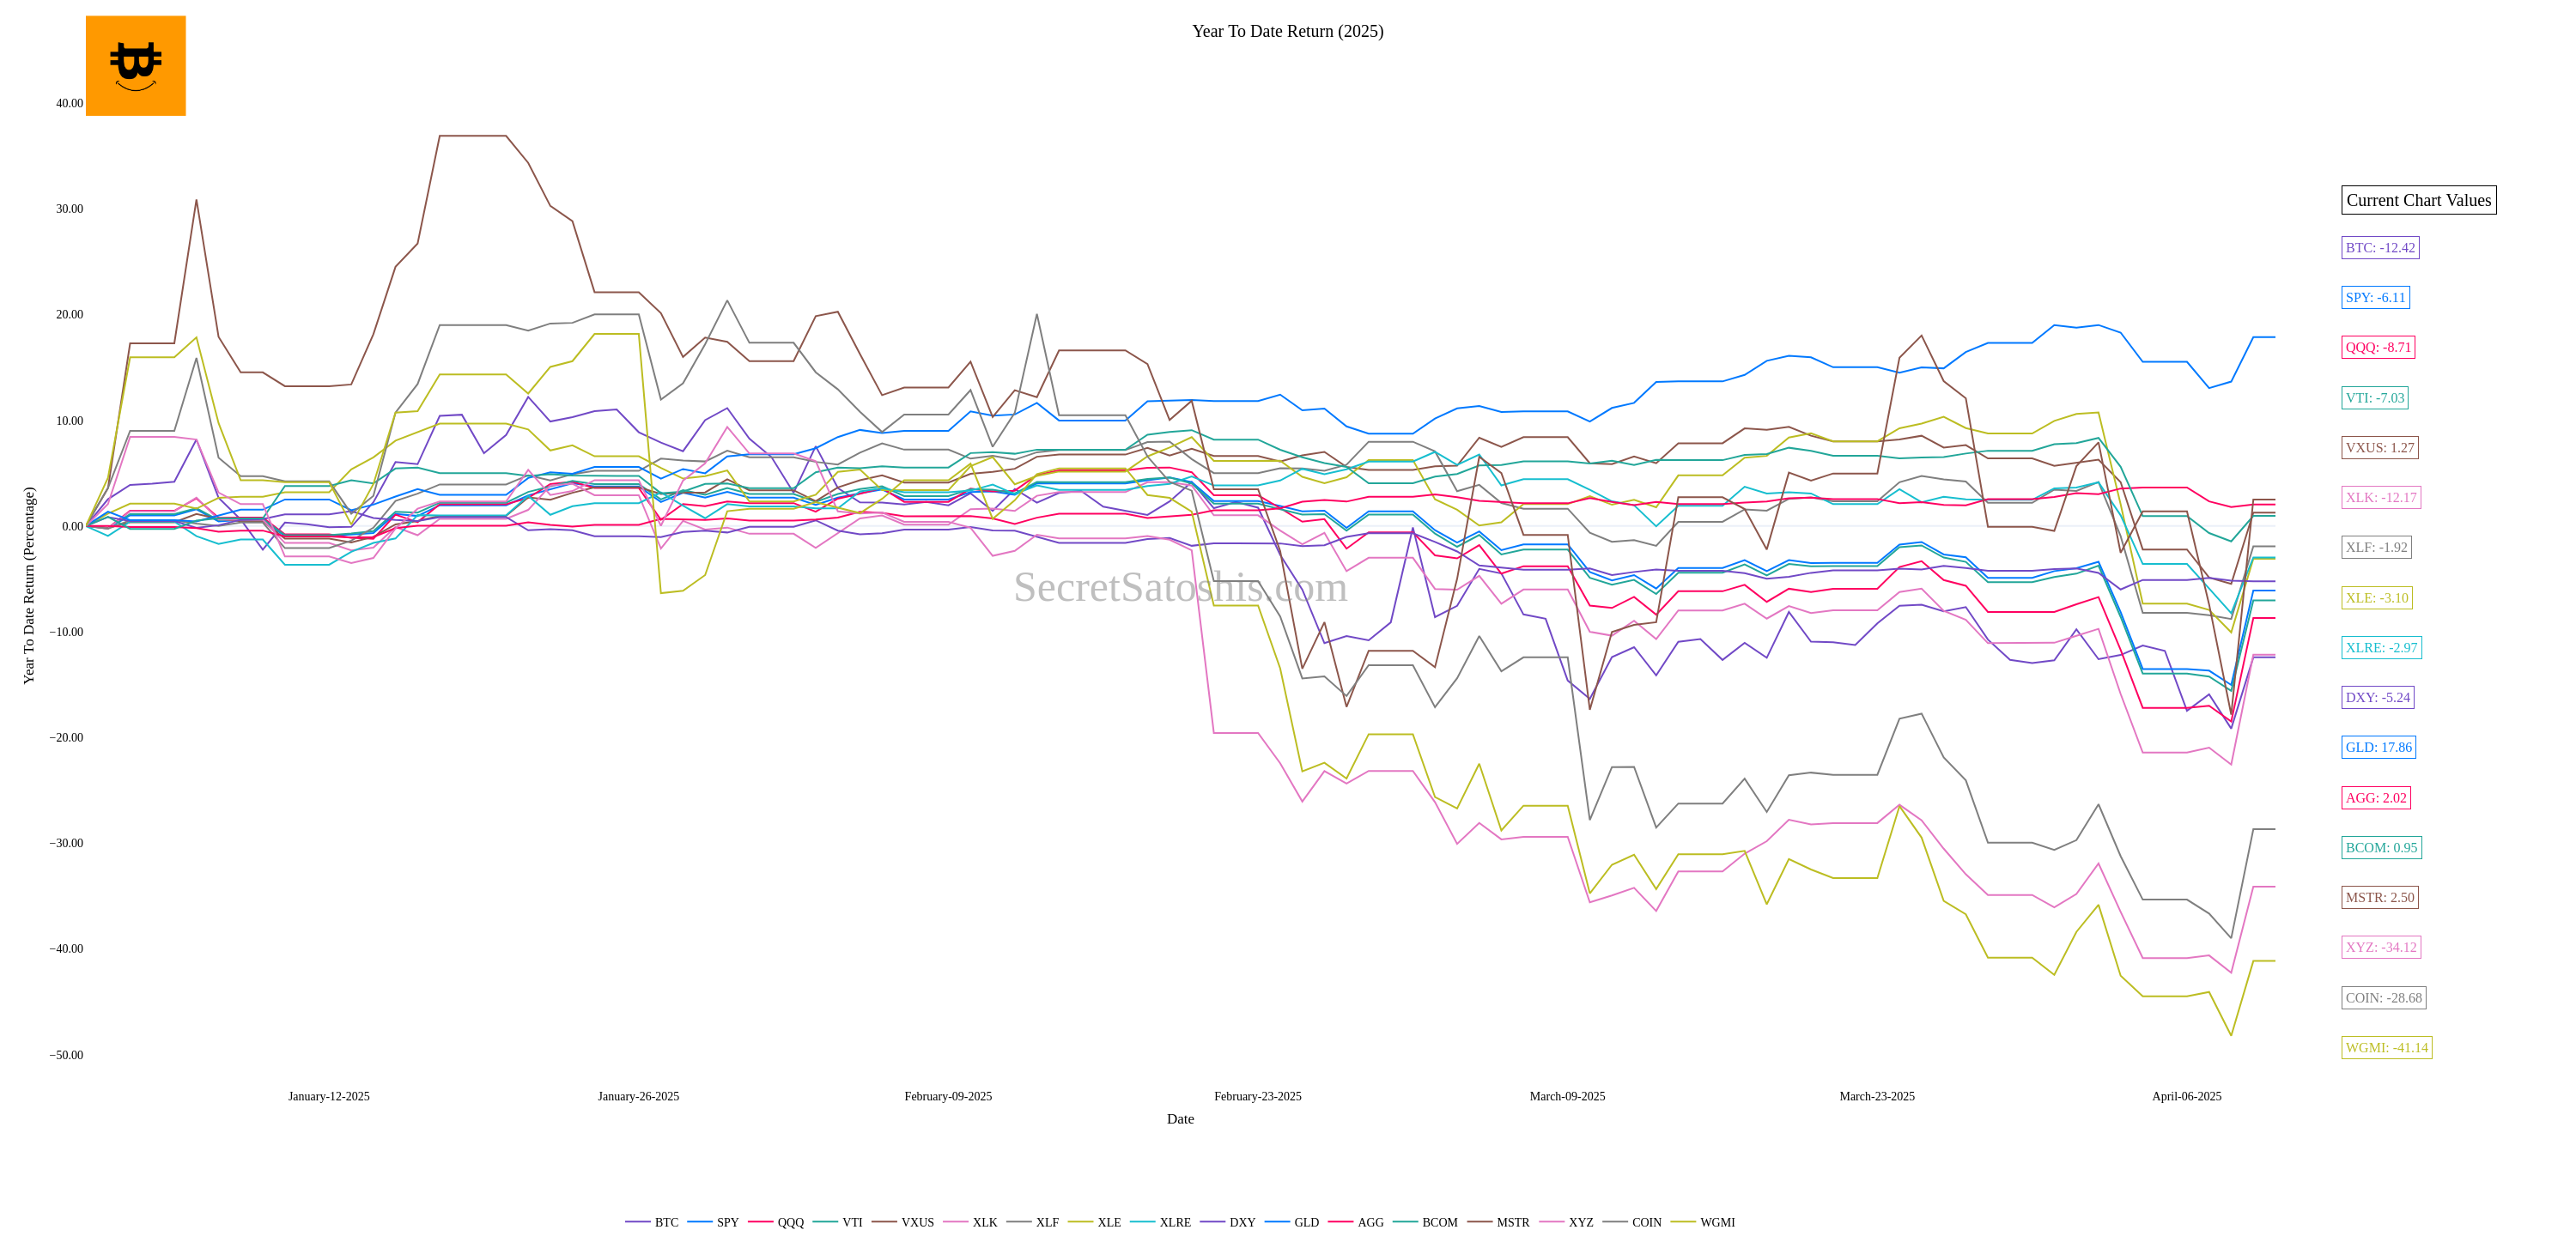 Year To Date Return (2025)
40.00
30.00
20.00
10.00
0.00
−10.00
−20.00
−30.00
−40.00
−50.00
Year To Date Return (Percentage)
SecretSatoshis.com
January-12-2025
January-26-2025
February-09-2025
February-23-2025
March-09-2025
March-23-2025
April-06-2025
Date
Current Chart Values
BTC: -12.42
SPY: -6.11
QQQ: -8.71
VTI: -7.03
VXUS: 1.27
XLK: -12.17
XLF: -1.92
XLE: -3.10
XLRE: -2.97
DXY: -5.24
GLD: 17.86
AGG: 2.02
BCOM: 0.95
MSTR: 2.50
XYZ: -34.12
COIN: -28.68
WGMI: -41.14
BTC SPY QQQ VTI VXUS XLK XLF XLE XLRE DXY GLD AGG BCOM MSTR XYZ COIN WGMI